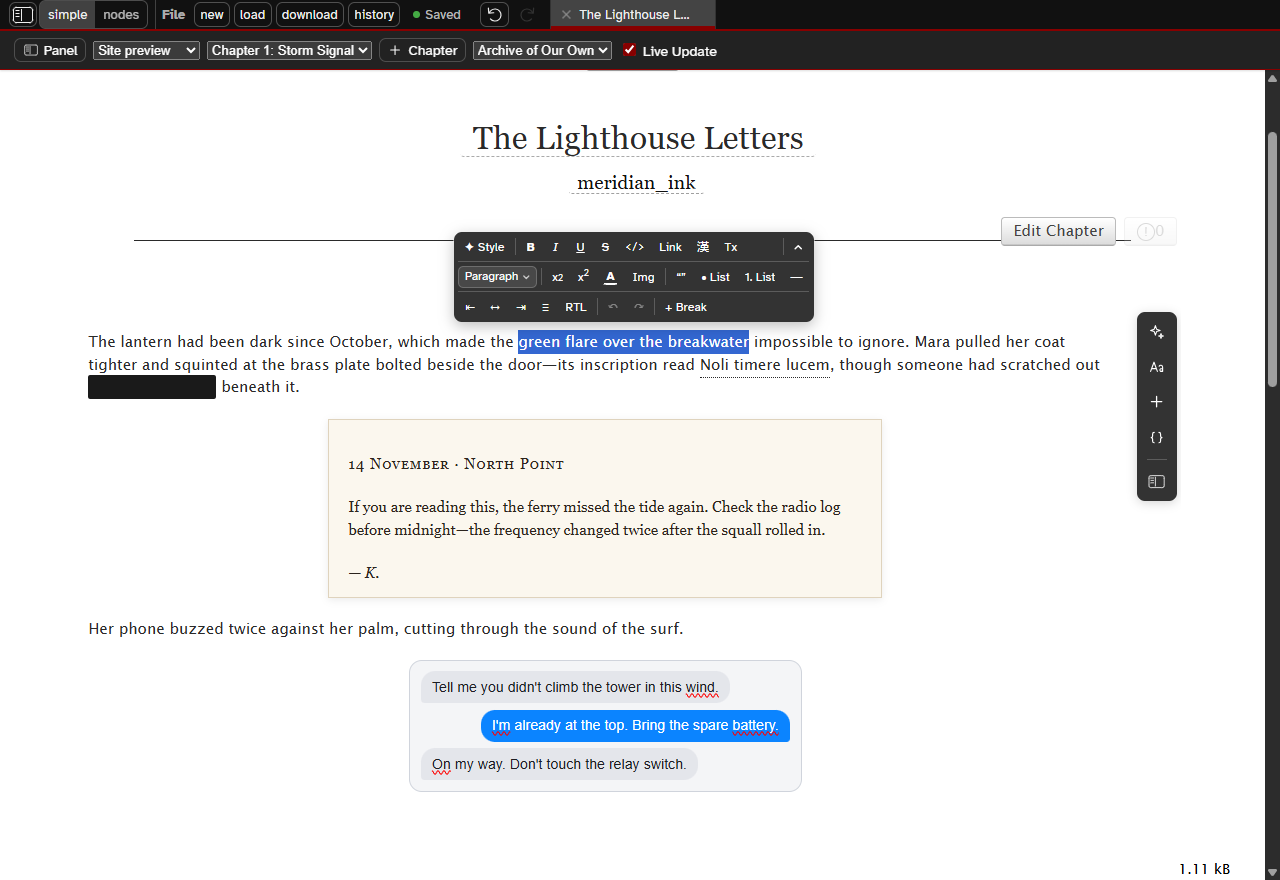 simple nodes File new load download history Saved The Lighthouse L...
Panel Site preview Chapter 1: Storm Signal + Chapter Archive of Our Own Live Update
The Lighthouse Letters
meridian_ink
Edit Chapter 0
✦ Style B I U S </> Link 漢 Tx
Paragraph x2 x² A Img “” • List 1. List —
RTL + Break
The lantern had been dark since October, which made the green flare over the breakwater impossible to ignore. Mara pulled her coat
tighter and squinted at the brass plate bolted beside the door—its inscription read Noli timere lucem, though someone had scratched out
beneath it.
Aa
{ }
14 November · North Point
If you are reading this, the ferry missed the tide again. Check the radio log
before midnight—the frequency changed twice after the squall rolled in.
— K.
Her phone buzzed twice against her palm, cutting through the sound of the surf.
Tell me you didn't climb the tower in this wind.
I'm already at the top. Bring the spare battery.
On my way. Don't touch the relay switch.
1.11 kB